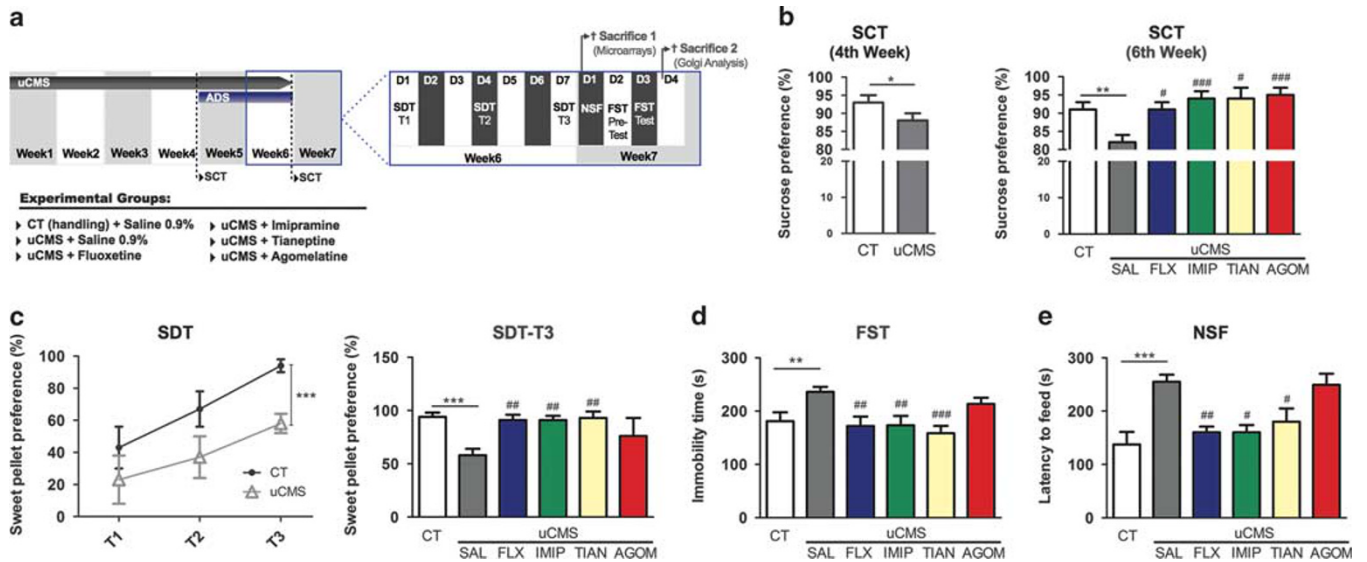 a
† Sacrifice 1
(Microarrays)
† Sacrifice 2
(Golgi Analysis)
uCMS
ADS
Week1 Week2 Week3 Week4 Week5 Week6 Week7
SCT SCT
D1 D2 D3 D4 D5 D6 D7 D1 D2 D3 D4
SDT T1
SDT T2
SDT T3
NSF
FST Pre-Test
FST Test
Week6 Week7
Experimental Groups:
CT (handling) + Saline 0.9% uCMS + Imipramine
uCMS + Saline 0.9% uCMS + Tianeptine
uCMS + Fluoxetine uCMS + Agomelatine
b
SCT
(4th Week)
Sucrose preference (%)
100
95
90
85
80
20
10
0
*
CT uCMS
SCT
(6th Week)
Sucrose preference (%)
100
95
90
85
80
20
10
0
** # ### # ###
CT
uCMS
SAL FLX IMIP TIAN AGOM
c
SDT
Sweet pellet preference (%)
100
80
60
40
20
0
***
CT
uCMS
T1 T2 T3
SDT-T3
Sweet pellet preference (%)
150
100
50
0
*** ## ## ##
CT
uCMS
SAL FLX IMIP TIAN AGOM
d
FST
Immobility time (s)
300
200
100
0
** ## ## ###
CT
uCMS
SAL FLX IMIP TIAN AGOM
e
NSF
Latency to feed (s)
300
200
100
0
*** ## # #
CT
uCMS
SAL FLX IMIP TIAN AGOM